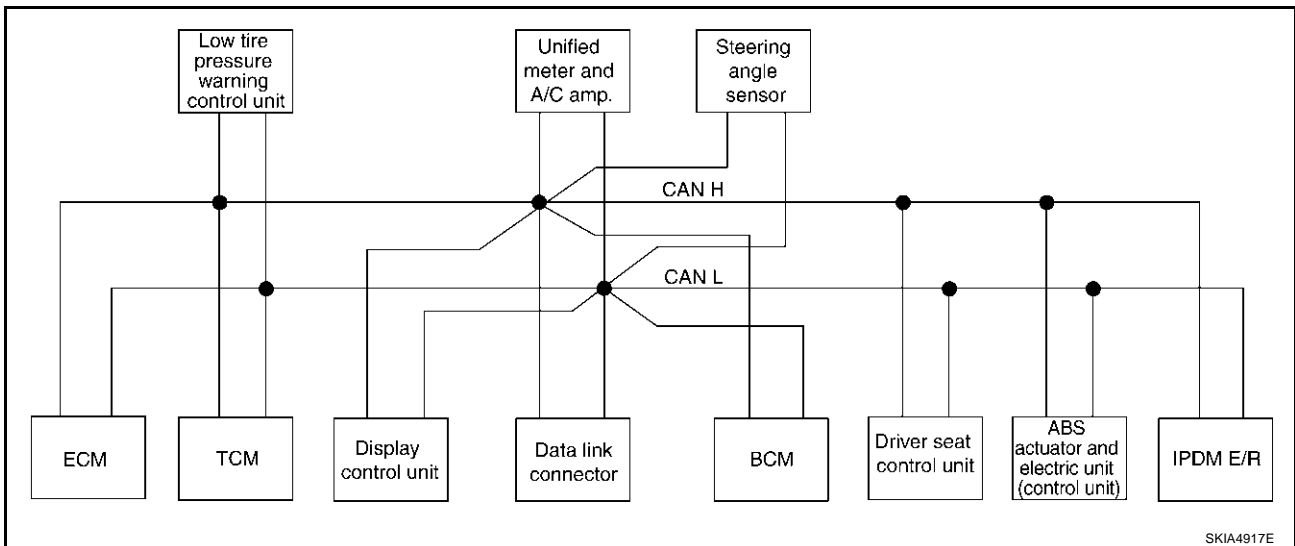 Low tire
pressure
warning
control unit
Unified
meter and
A/C amp.
Steering
angle
sensor
CAN H
CAN L
ECM
TCM
Display
control unit
Data link
connector
BCM
Driver seat
control unit
ABS
actuator and
electric unit
(control unit)
IPDM E/R
SKIA4917E